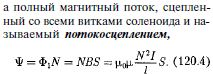 а полный магнитный поток, сцеплен-
ный со всеми витками соленоида и на-
зываемый потокосцеплением,
Ψ = Φ₁N = NBS = μ₀μ N²I/l S. (120.4)